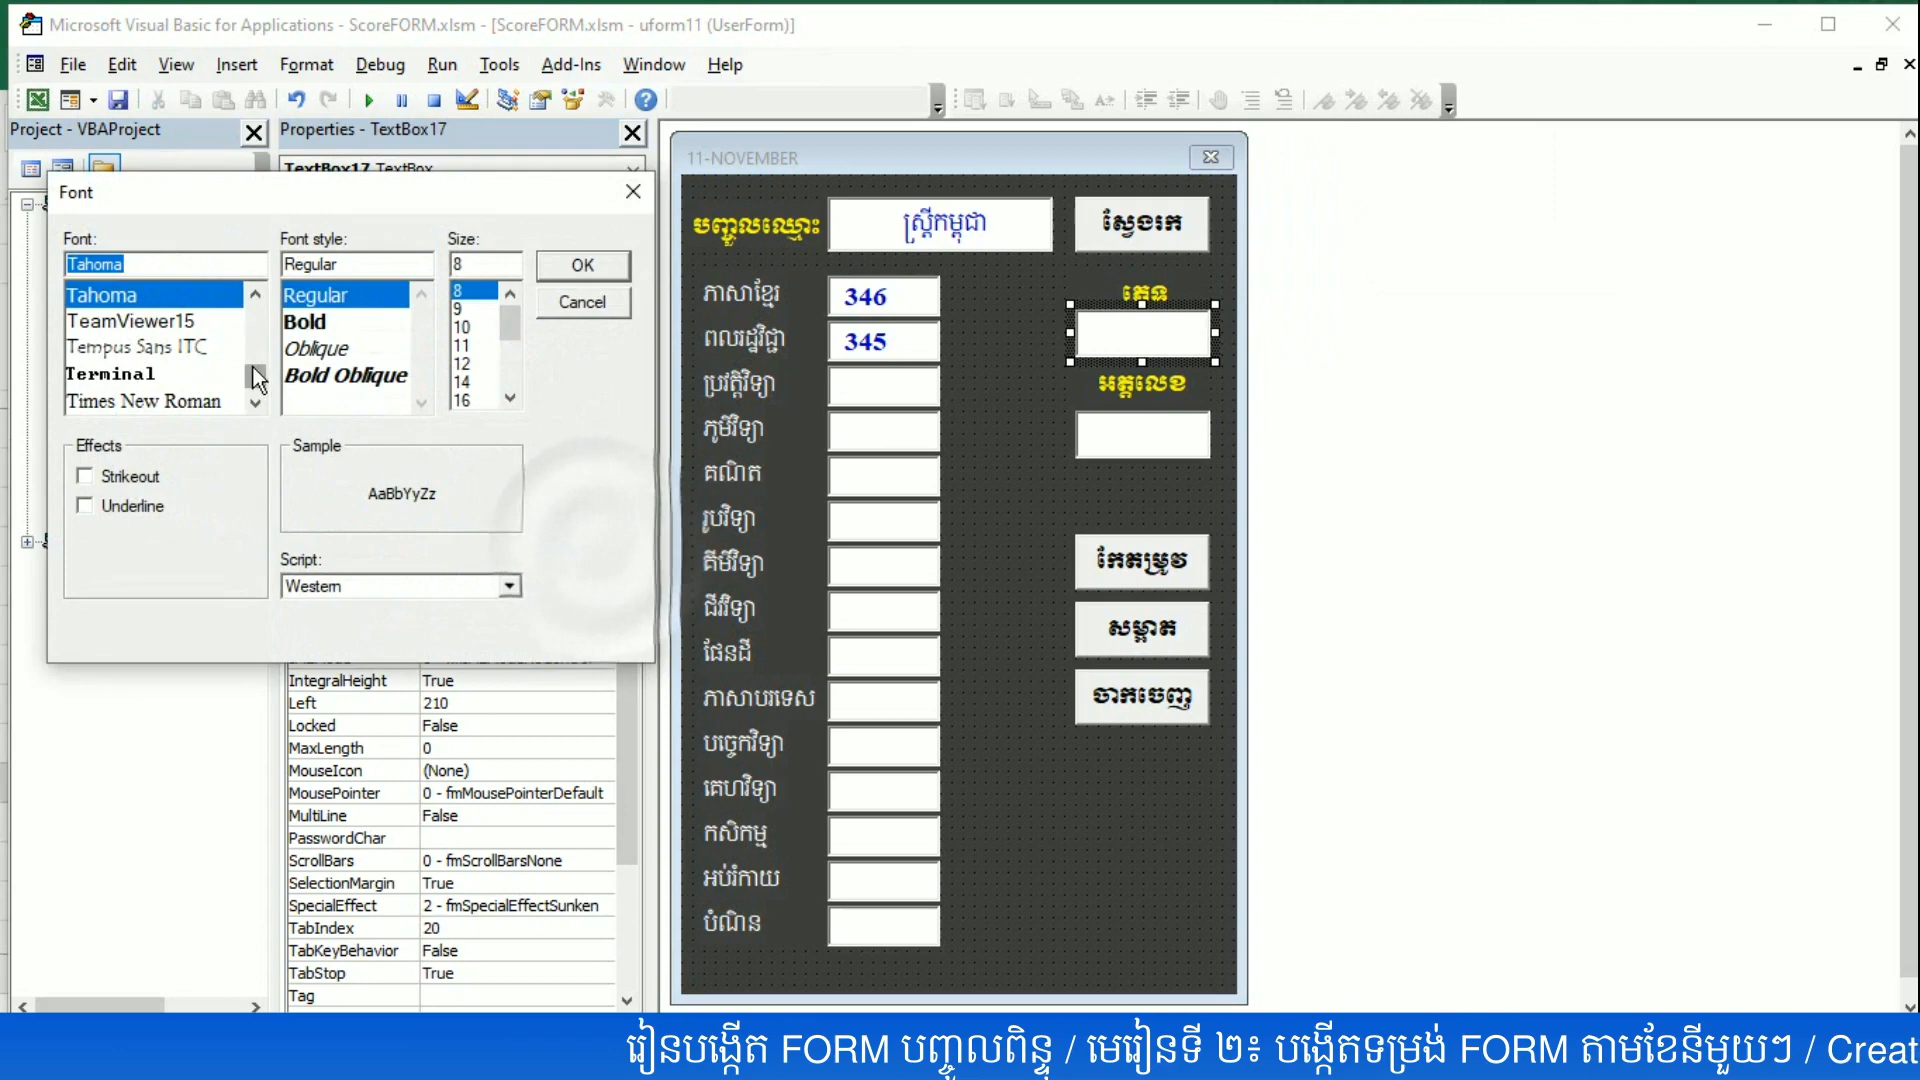 Microsoft Visual Basic for Applications - ScoreFORM.xlsm - [ScoreFORM.xlsm - uform11 (UserForm)]
File Edit View Insert Format Debug Run Tools Add-Ins Window Help
Project - VBAProject
Properties - TextBox17
TextBox17 TextBox
Font
Font: Font style: Size:
Tahoma Regular 8 OK
Tahoma Regular 8
TeamViewer15 Bold 9 Cancel
Tempus Sans ITC Oblique 10
Terminal Bold Oblique 11
Times New Roman 12
14
16
Effects Sample
Strikeout AaBbYyZz
Underline
Script:
Western
IntegralHeight True
Left 210
Locked False
MaxLength 0
MouseIcon (None)
MousePointer 0 - fmMousePointerDefault
MultiLine False
PasswordChar
ScrollBars 0 - fmScrollBarsNone
SelectionMargin True
SpecialEffect 2 - fmSpecialEffectSunken
TabIndex 20
TabKeyBehavior False
TabStop True
Tag
11-NOVEMBER
បញ្ចូលឈ្មោះ ស្ត្រីកម្ពុជា ស្វែងរក
ភាសាខ្មែរ 346 ភេទ
ពលរដ្ឋវិជ្ជា 345
ប្រវត្តិវិទ្យា អត្តលេខ
ភូមិវិទ្យា
គណិត
រូបវិទ្យា
គីមីវិទ្យា កែតម្រូវ
ជីវវិទ្យា សម្អាត
ផែនដី
ភាសាបរទេស ចាកចេញ
បច្ចេកវិទ្យា
គេហវិទ្យា
កសិកម្ម
អប់រំកាយ
បំណិន
រៀនបង្កើត FORM បញ្ចូលពិន្ទុ / មេរៀនទី ២៖ បង្កើតទម្រង់ FORM តាមខែនីមួយៗ / Creat